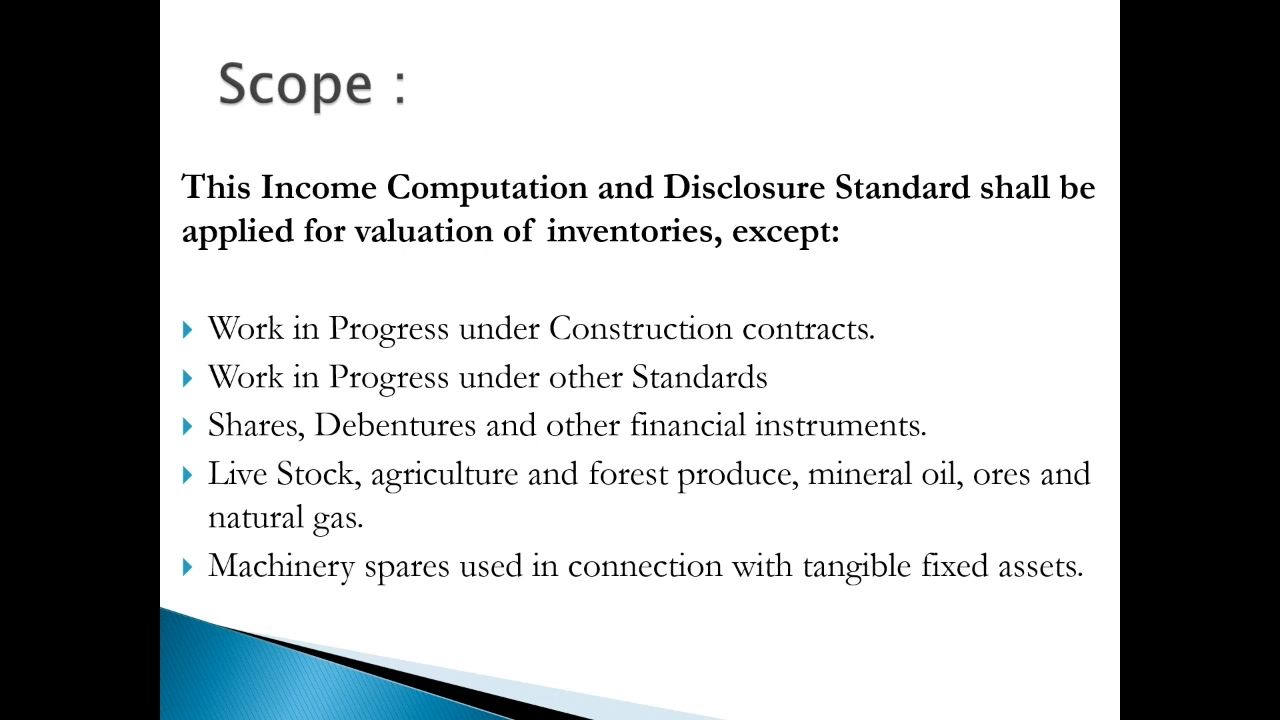 Scope :
This Income Computation and Disclosure Standard shall be
applied for valuation of inventories, except:
Work in Progress under Construction contracts.
Work in Progress under other Standards
Shares, Debentures and other financial instruments.
Live Stock, agriculture and forest produce, mineral oil, ores and
natural gas.
Machinery spares used in connection with tangible fixed assets.